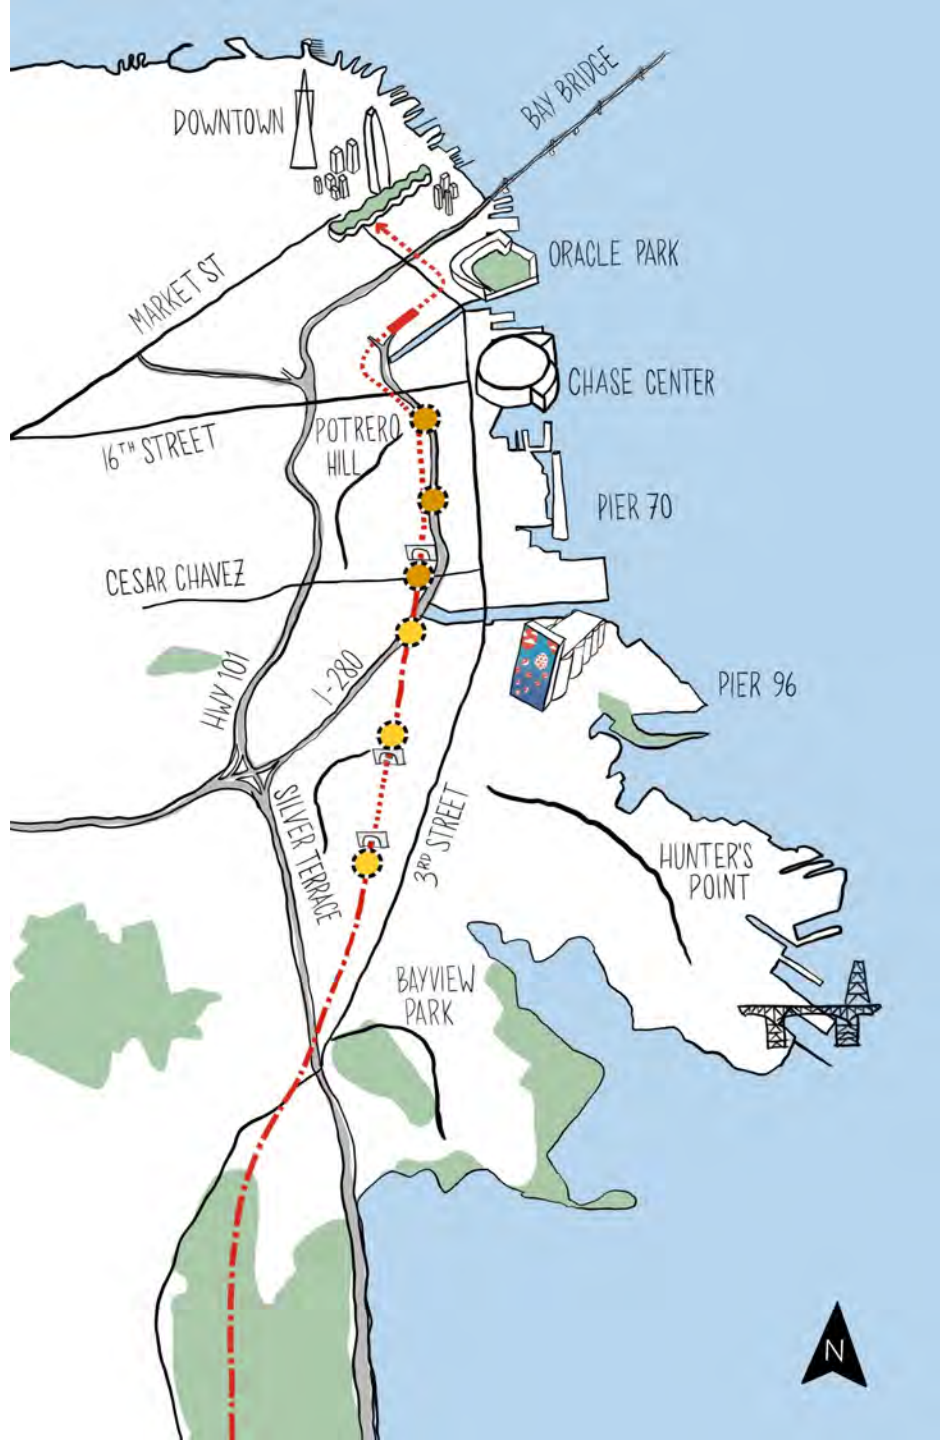 BAY BRIDGE
DOWNTOWN
ORACLE PARK
MARKET ST
CHASE CENTER
16TH STREET
POTRERO
HILL
PIER 70
CESAR CHAVEZ
HWY 101
I-280
PIER 96
SILVER TERRACE
3RD STREET
HUNTER'S
POINT
BAYVIEW
PARK
N